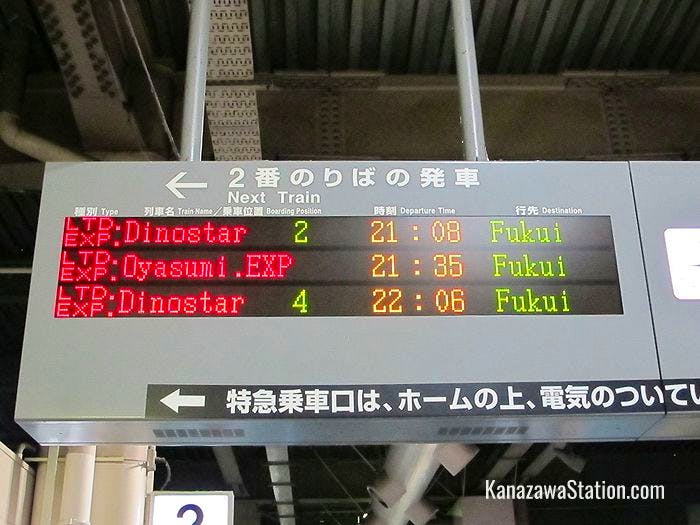 ← 2番のりばの発車
Next Train
種別 Type 列車名 Train Name/乗車位置 Boarding Position 時刻 Departure Time 行先 Destination
LTD. EXP. Dinostar 2 21:08 Fukui
LTD. EXP. Oyasumi.EXP 21:35 Fukui
LTD. EXP. Dinostar 4 22:06 Fukui
← 特急乗車口は、ホームの上、電気のついてい
2
KanazawaStation.com